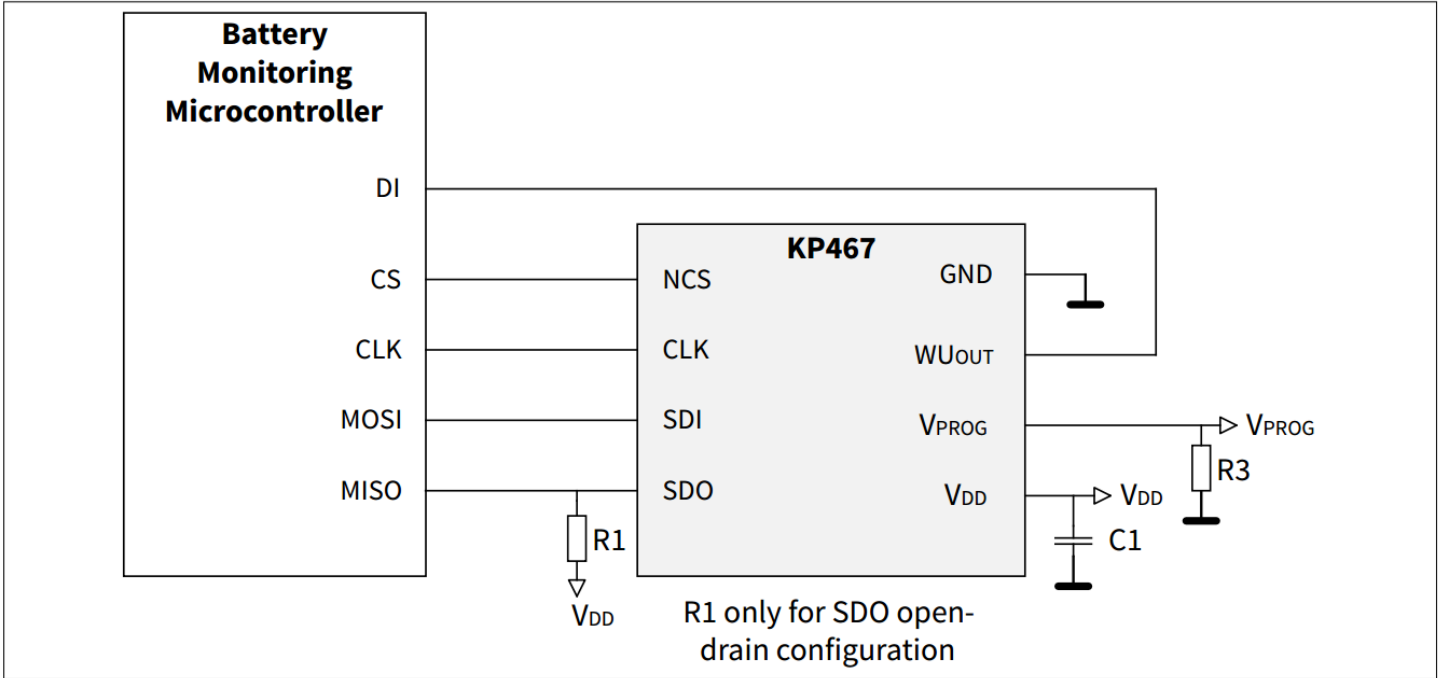 Battery
Monitoring
Microcontroller
DI
CS
CLK
MOSI
MISO
KP467
NCS
CLK
SDI
SDO
GND
WUOUT
VPROG
VDD
VPROG
R3
VDD
C1
R1
VDD
R1 only for SDO open-
drain configuration